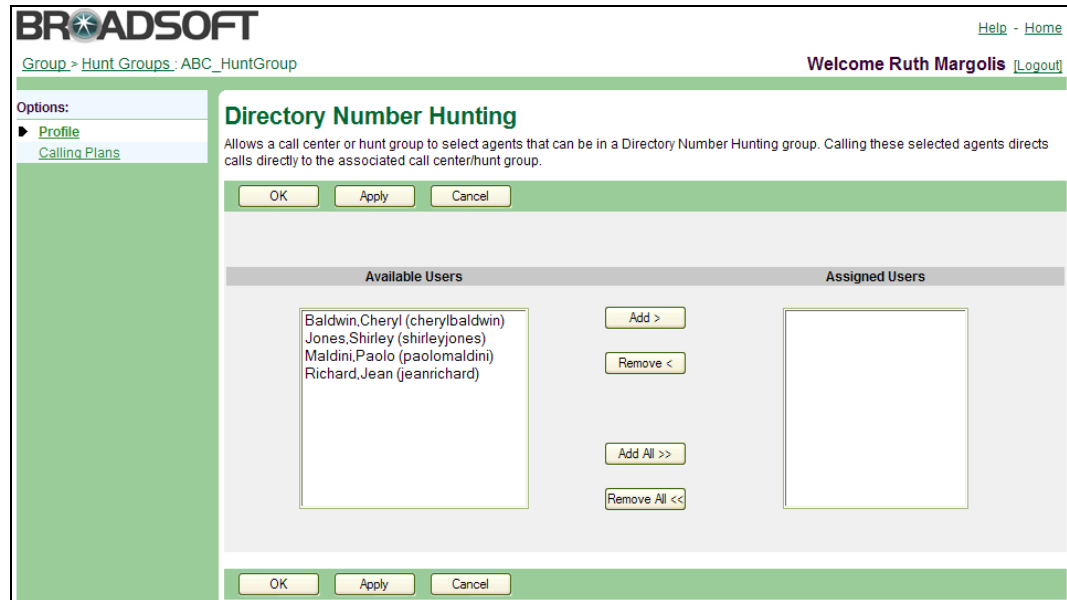 BROADSOFT
Help - Home
Group > Hunt Groups : ABC_HuntGroup
Welcome Ruth Margolis [Logout]
Options:
Profile
Calling Plans
Directory Number Hunting
Allows a call center or hunt group to select agents that can be in a Directory Number Hunting group. Calling these selected agents directs
calls directly to the associated call center/hunt group.
OK Apply Cancel
Available Users Assigned Users
Baldwin,Cheryl (cherylbaldwin)
Jones,Shirley (shirleyjones)
Maldini,Paolo (paolomaldini)
Richard,Jean (jeanrichard)
Add >
Remove <
Add All >>
Remove All <<
OK Apply Cancel